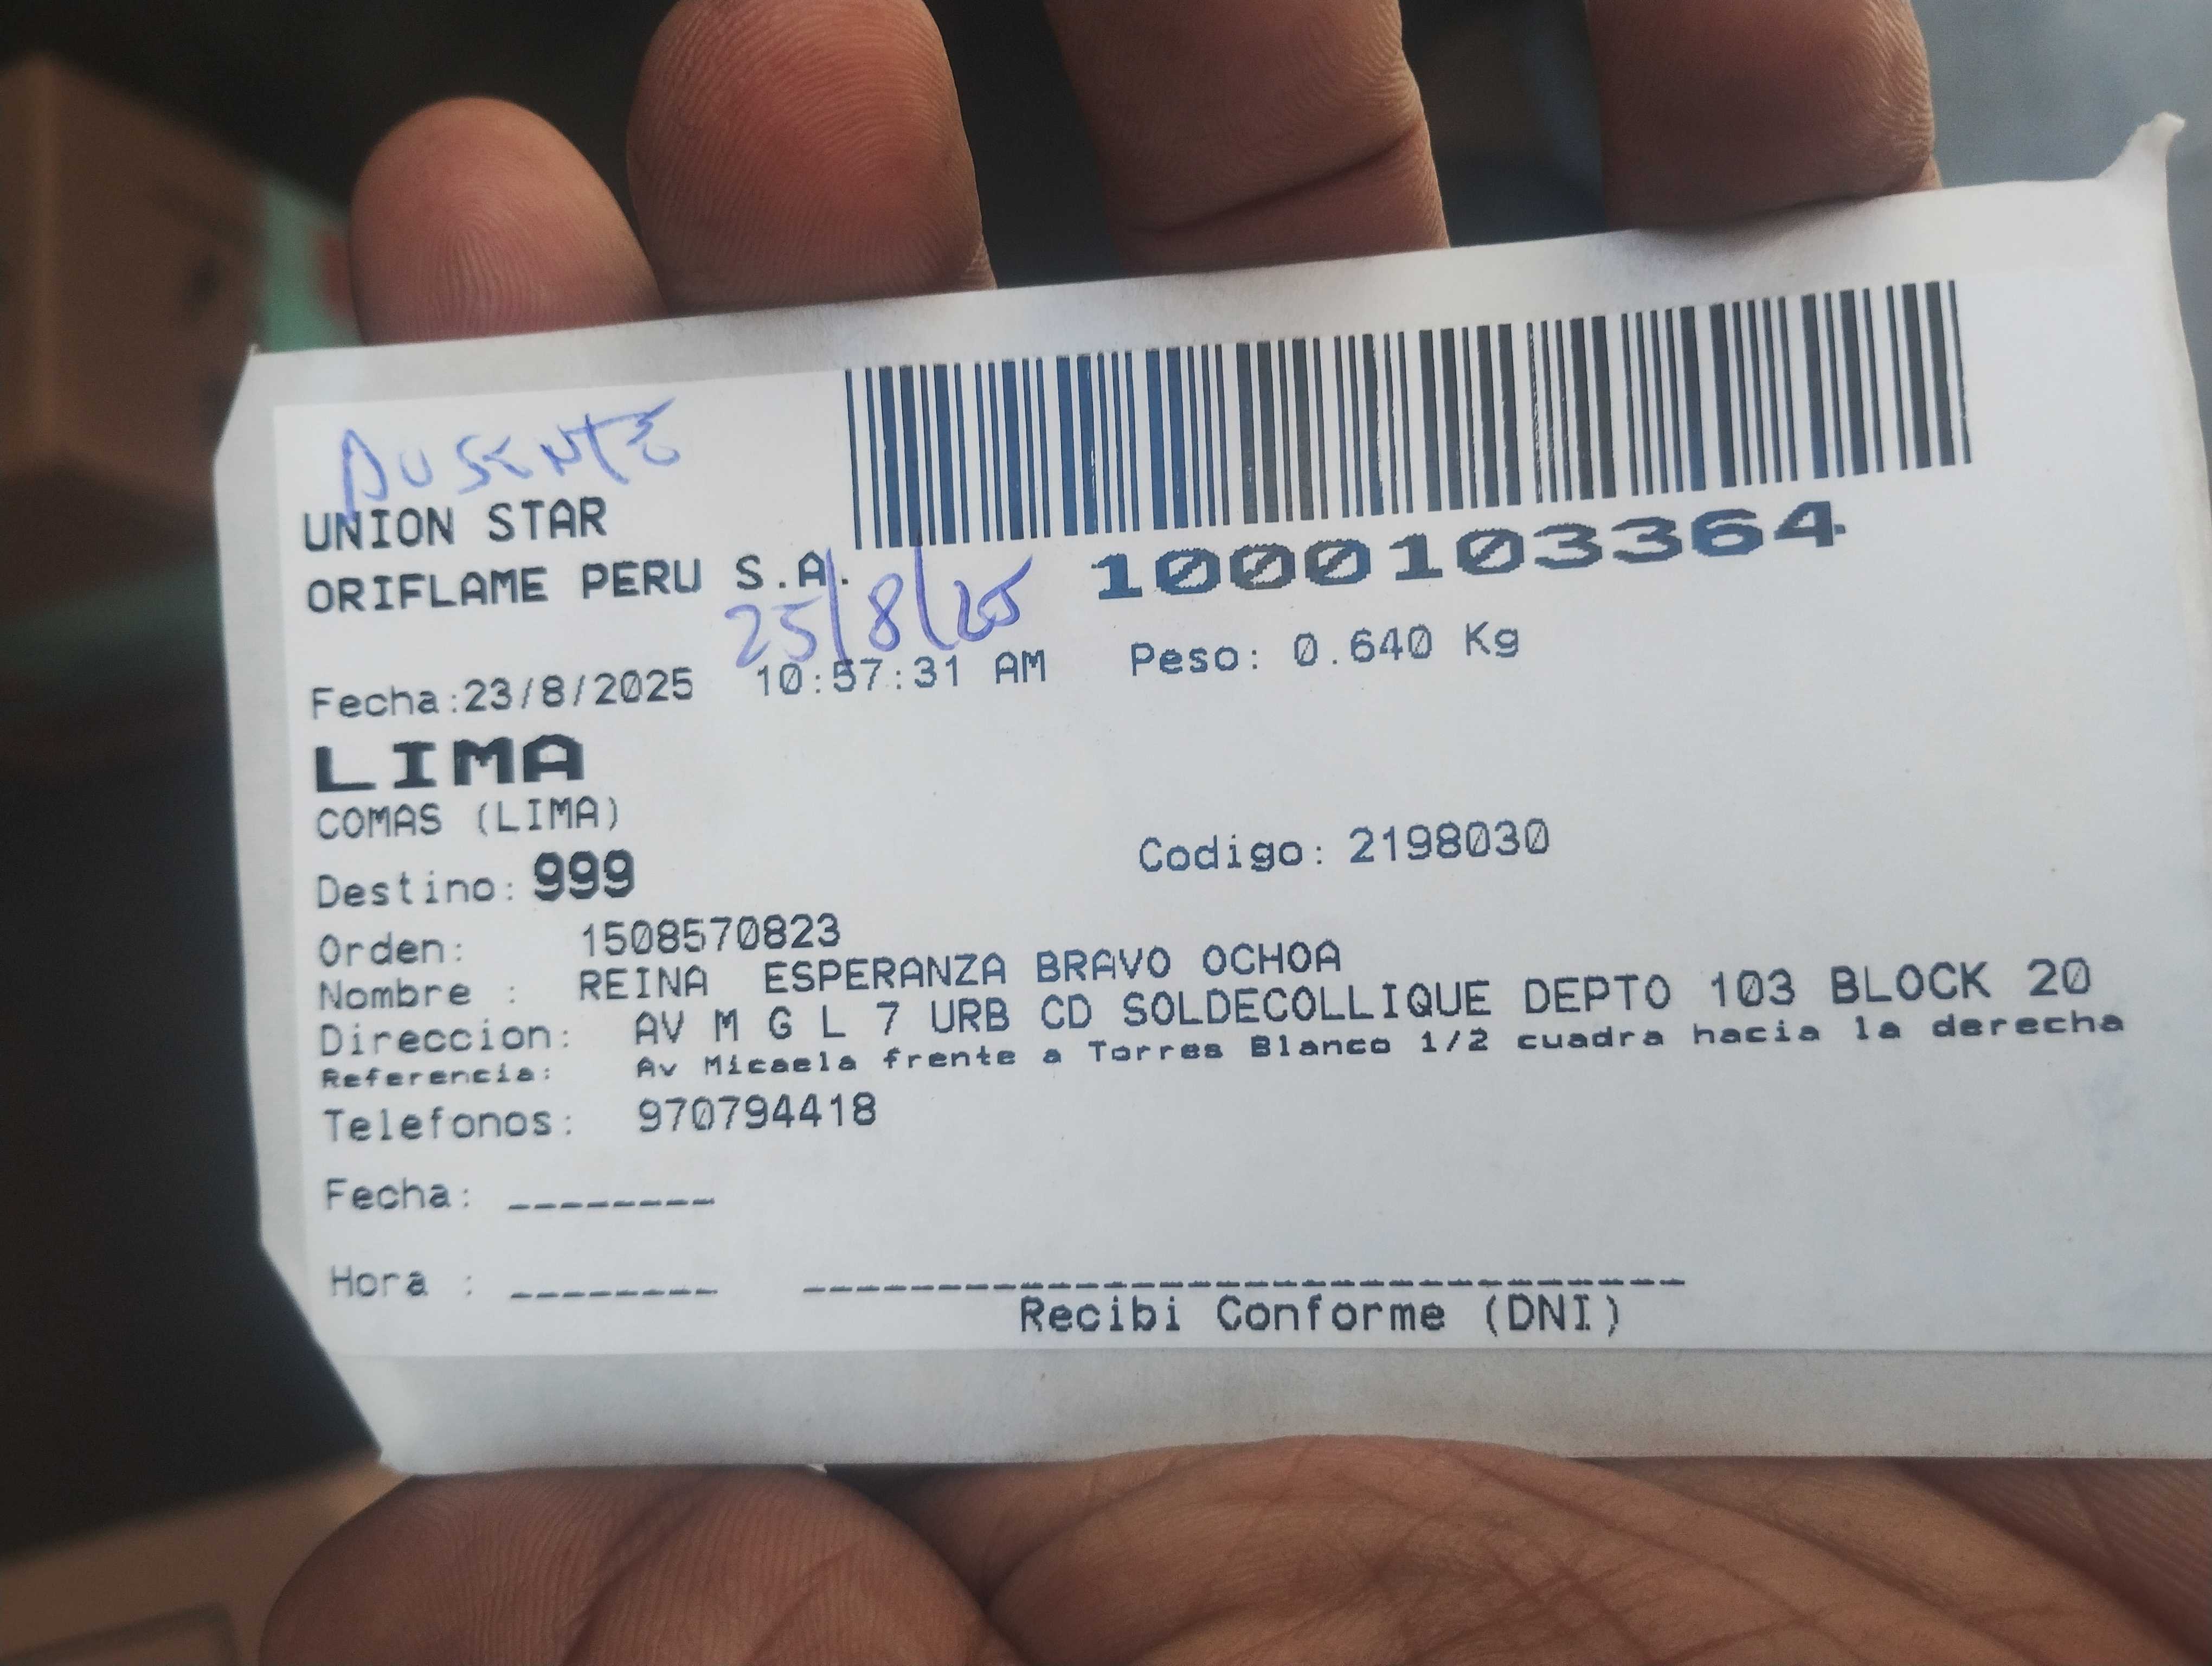 AUSENTE
UNION STAR
ORIFLAME PERU S.A.
1000103364
25/8/25
Fecha:23/8/2025 10:57:31 AM Peso: 0.640 Kg
LIMA
COMAS (LIMA)
Destino: 999 Codigo: 2198030
Orden: 1508570823
Nombre : REINA ESPERANZA BRAVO OCHOA
Direccion: AV M G L 7 URB CD SOLDECOLLIQUE DEPTO 103 BLOCK 20
Referencia: Av Micaela frente a Torres Blanco 1/2 cuadra hacia la derecha
Telefonos: 970794418
Fecha: ________
Hora : ________
Recibi Conforme (DNI)